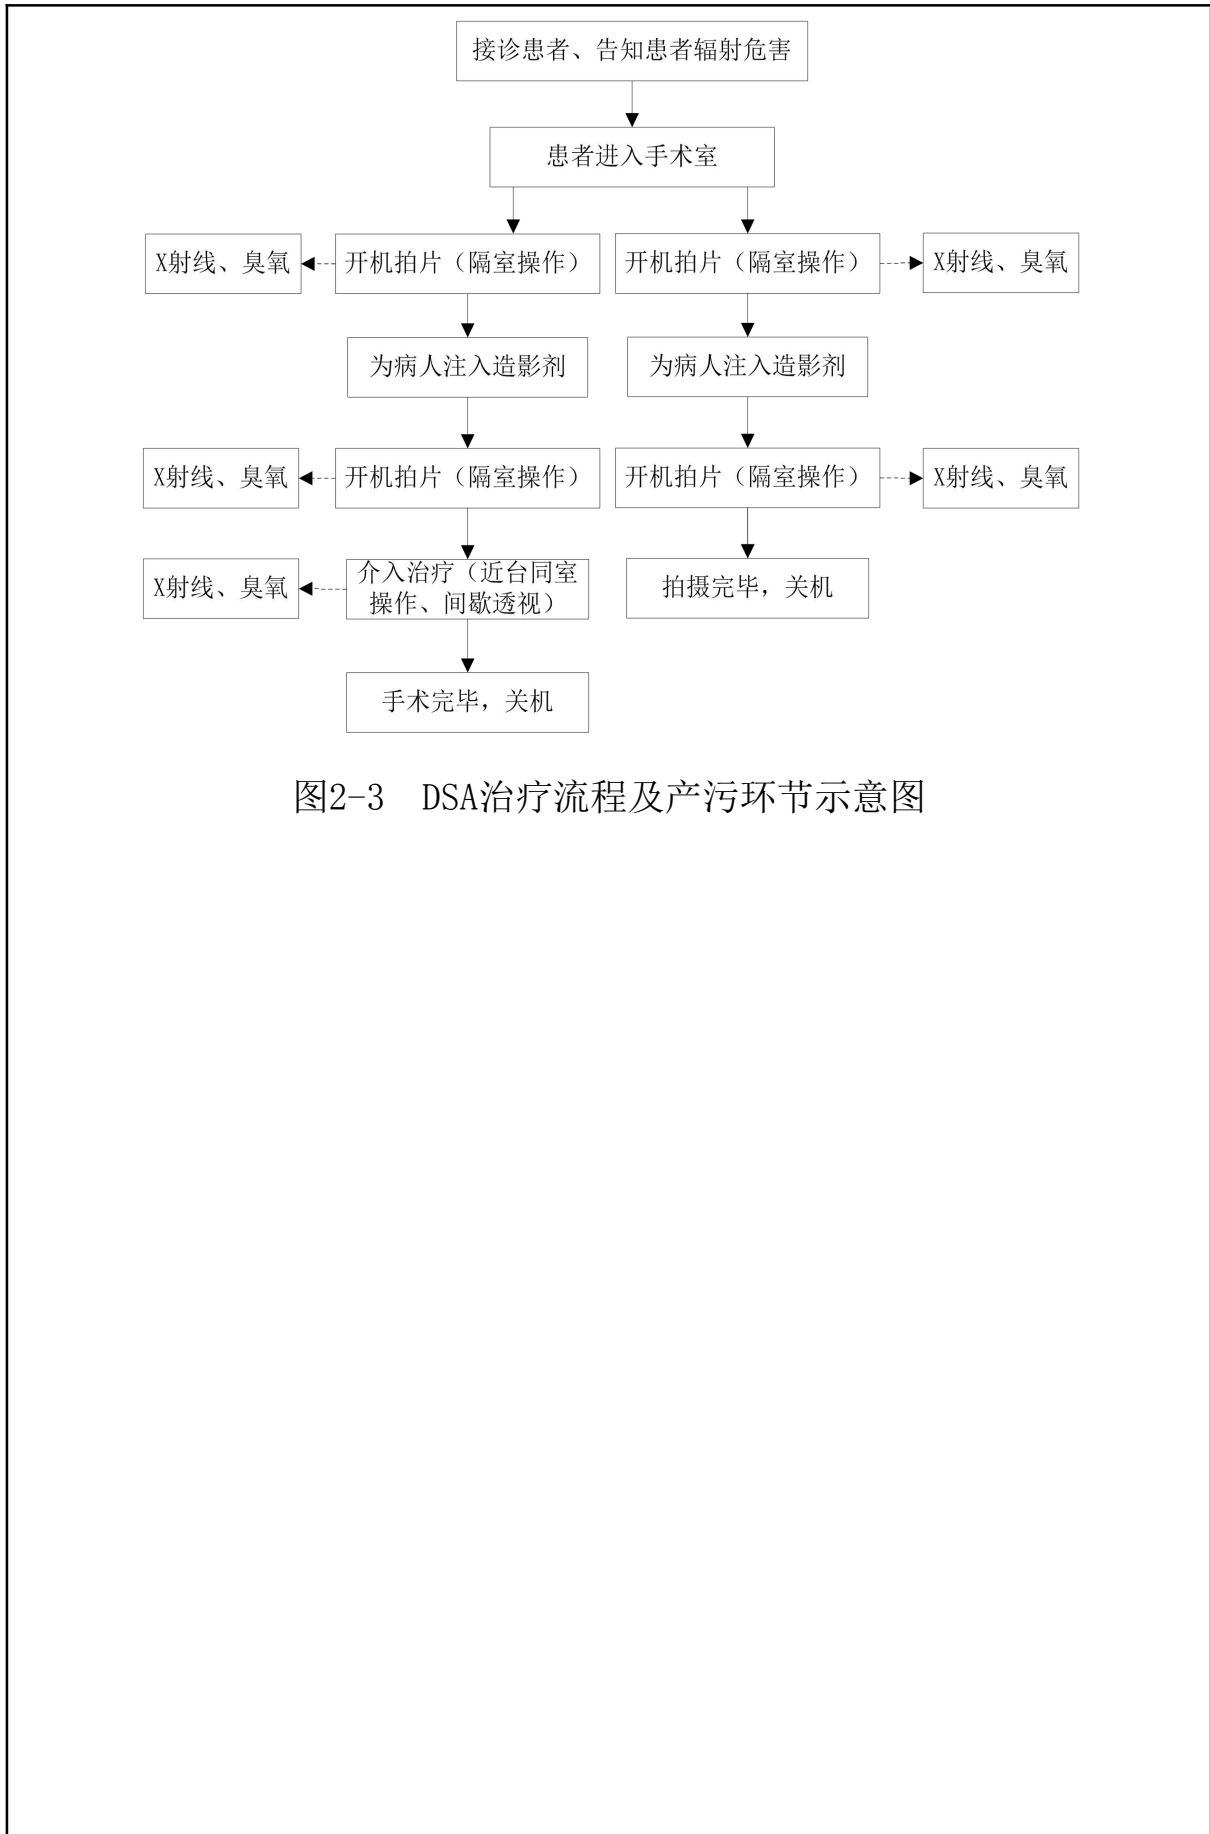 接诊患者、告知患者辐射危害
患者进入手术室
X射线、臭氧
开机拍片（隔室操作）
开机拍片（隔室操作）
X射线、臭氧
为病人注入造影剂
为病人注入造影剂
X射线、臭氧
开机拍片（隔室操作）
开机拍片（隔室操作）
X射线、臭氧
X射线、臭氧
介入治疗（近台同室
操作、间歇透视）
拍摄完毕，关机
手术完毕，关机
图2-3 DSA治疗流程及产污环节示意图